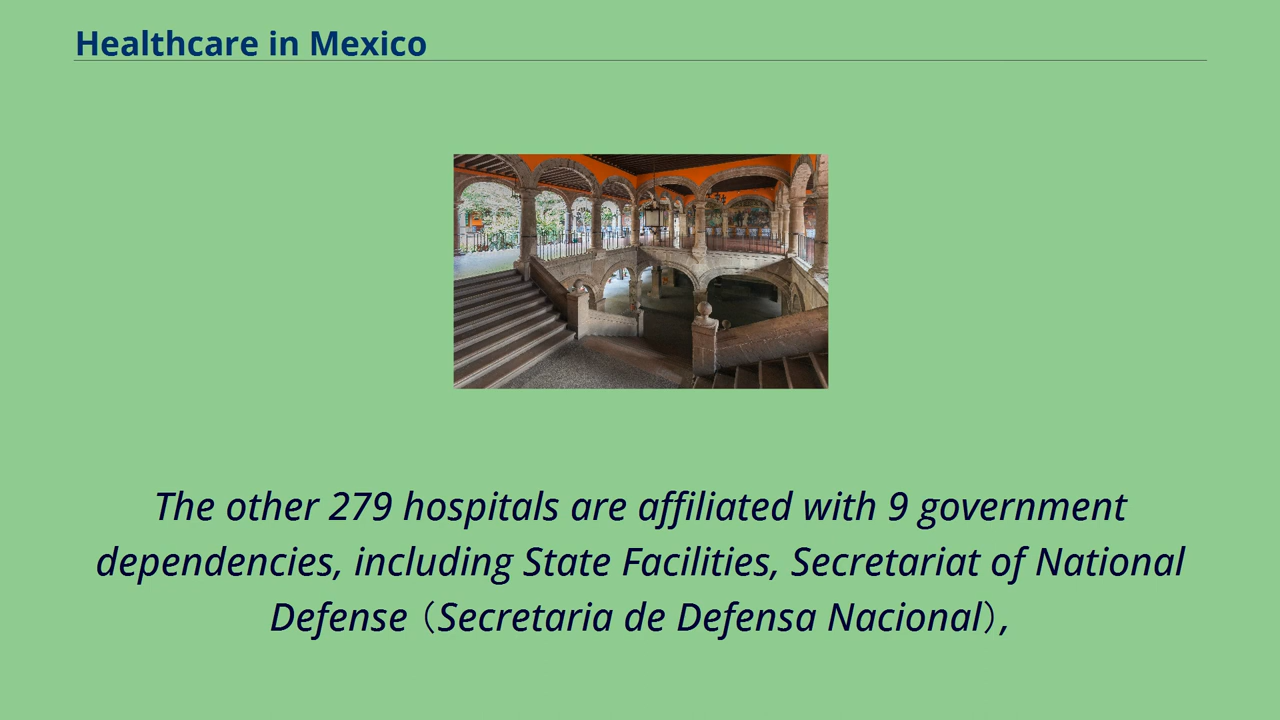 Healthcare in Mexico
The other 279 hospitals are affiliated with 9 government
dependencies, including State Facilities, Secretariat of National
Defense（Secretaria de Defensa Nacional）,